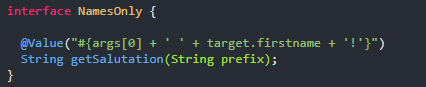 interface NamesOnly {
@Value("#{args[0] + ' ' + target.firstname + '!'}")
String getSalutation(String prefix);
}